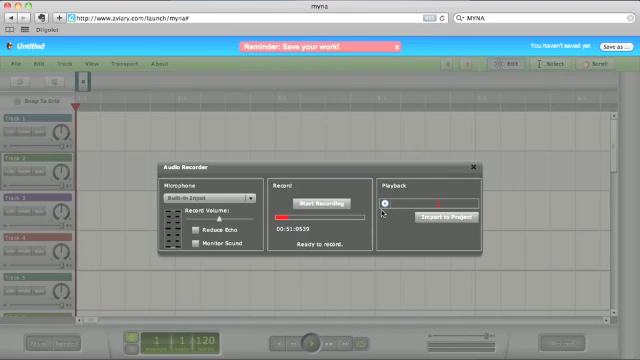 myna
http://www.aviary.com/launch/myna#
MYNA
Diigolet
Untitled
Reminder: Save your work!
x
You haven't saved yet
Save as ...
File Edit Track View Transport About
Edit Select Scroll
Snap To Grid
Track 1
Track 2
Track 3
Track 4
Track 5
Audio Recorder
Microphone
Built-in Input
Record Volume:
Reduce Echo
Monitor Sound
Record
Start Recording
00:51:0539
Ready to record.
Playback
Import to Project
1 1 120